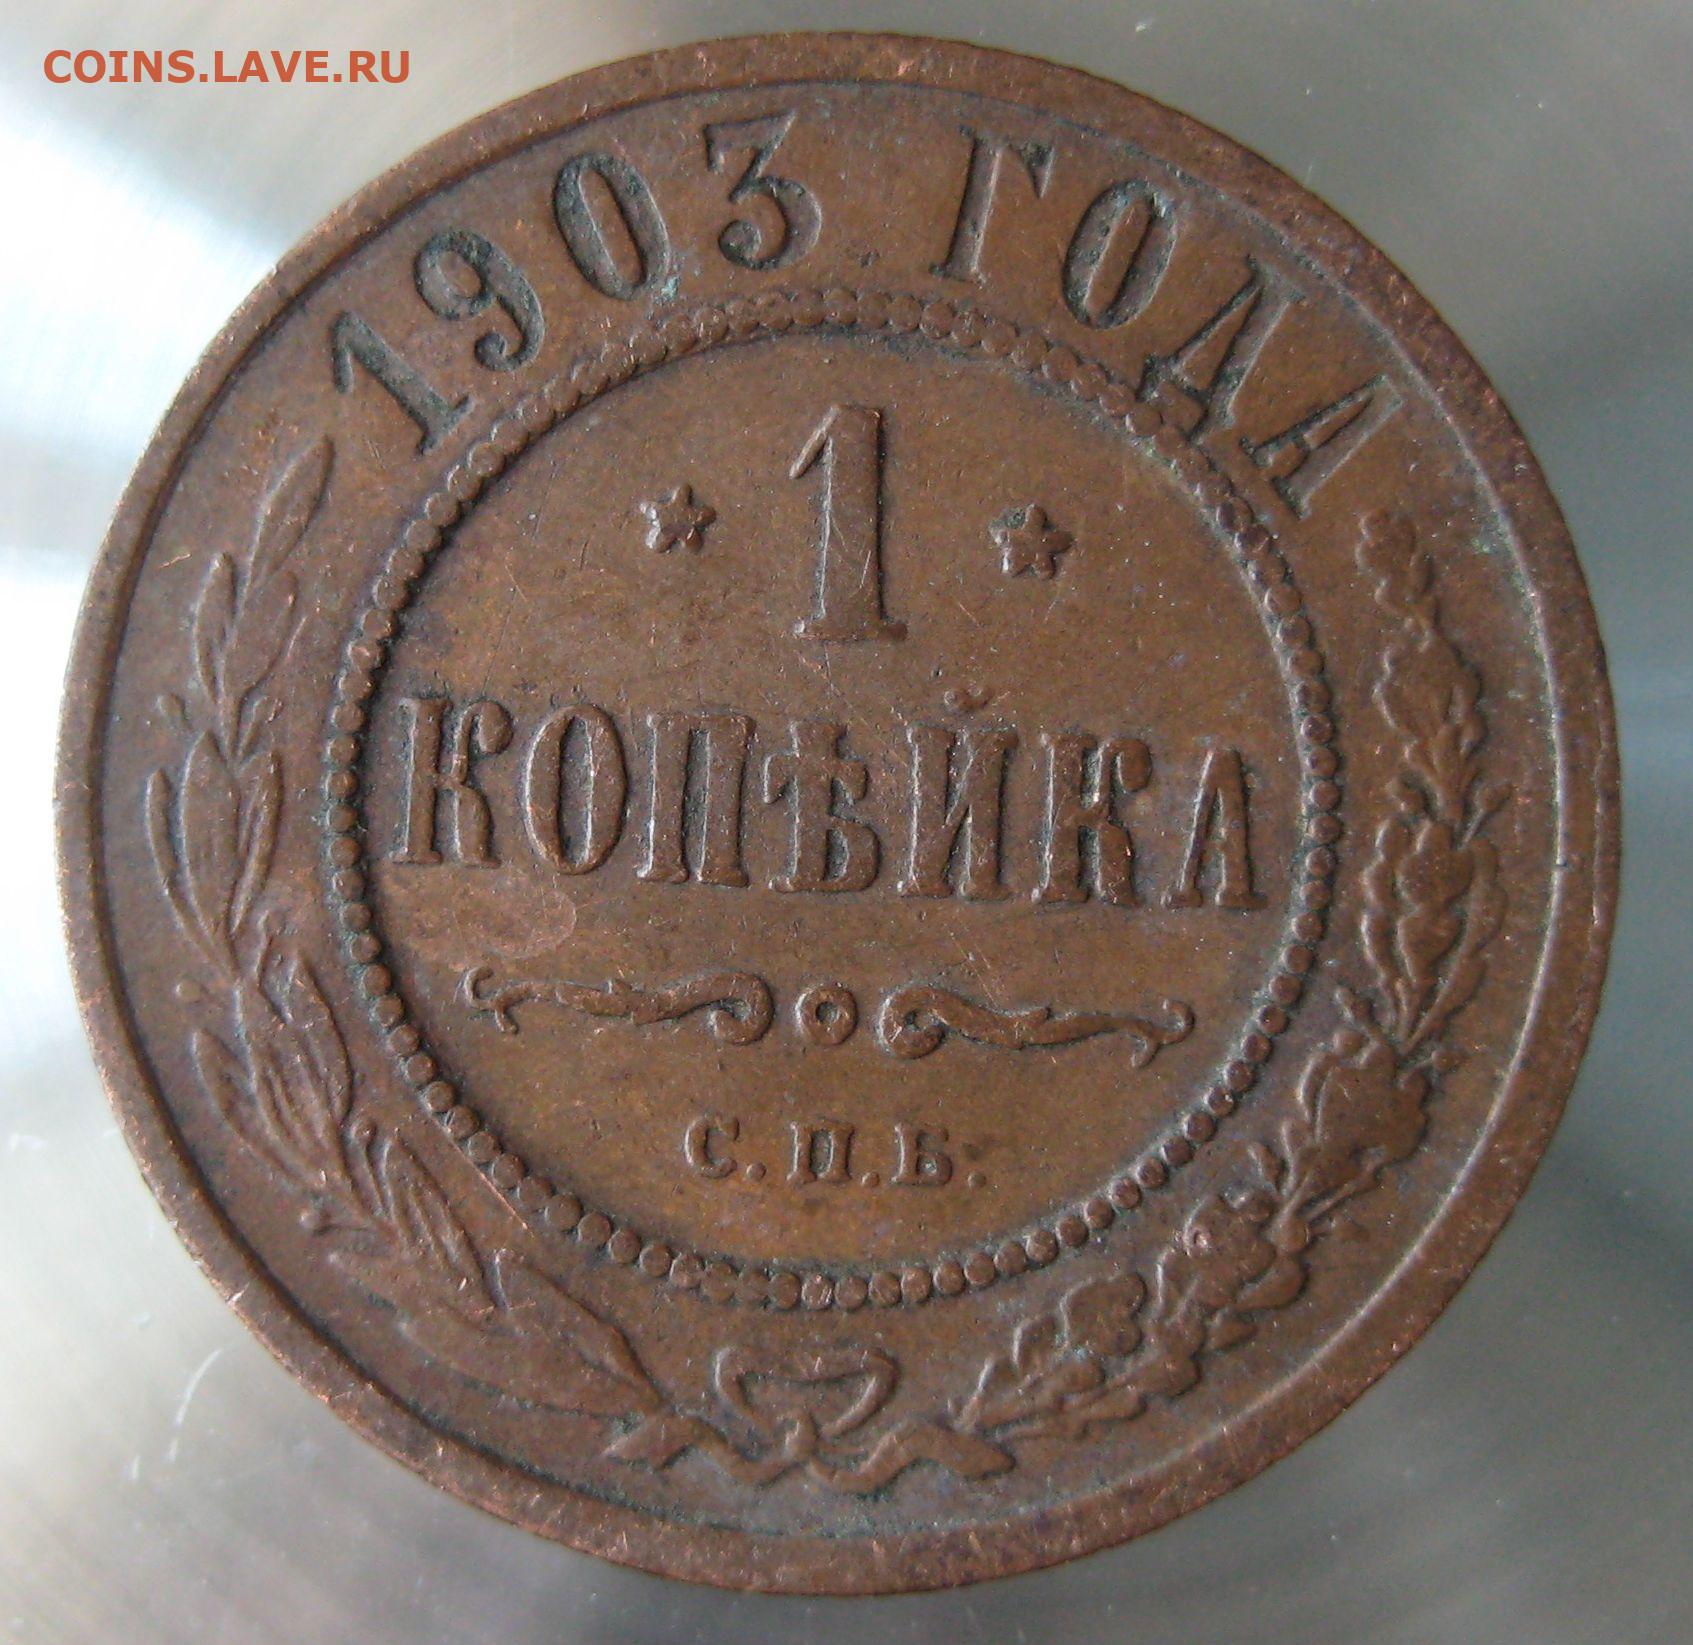 COINS.LAVE.RU
1903 ГОДА
* 1 *
КОПѢЙКА
С.П.Б.